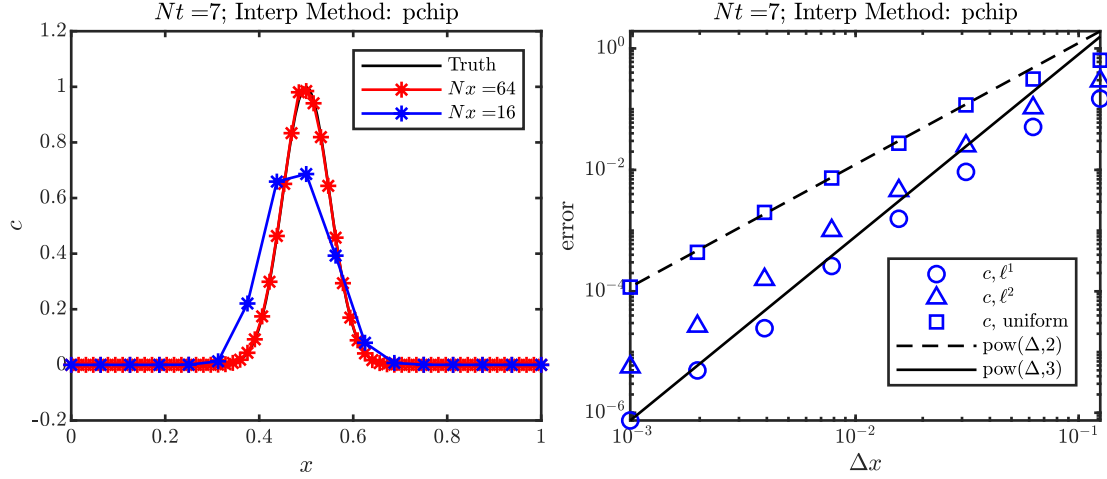 Nt =7; Interp Method: pchip
1.2
1
0.8
0.6
0.4
0.2
0
-0.2
c
0
0.2
0.4
0.6
0.8
1
x
Truth
Nx =64
Nx =16
Nt =7; Interp Method: pchip
10^0
10^-2
10^-4
10^-6
error
10^-3
10^-2
10^-1
Δx
c, ℓ^1
c, ℓ^2
c, uniform
pow(Δ,2)
pow(Δ,3)